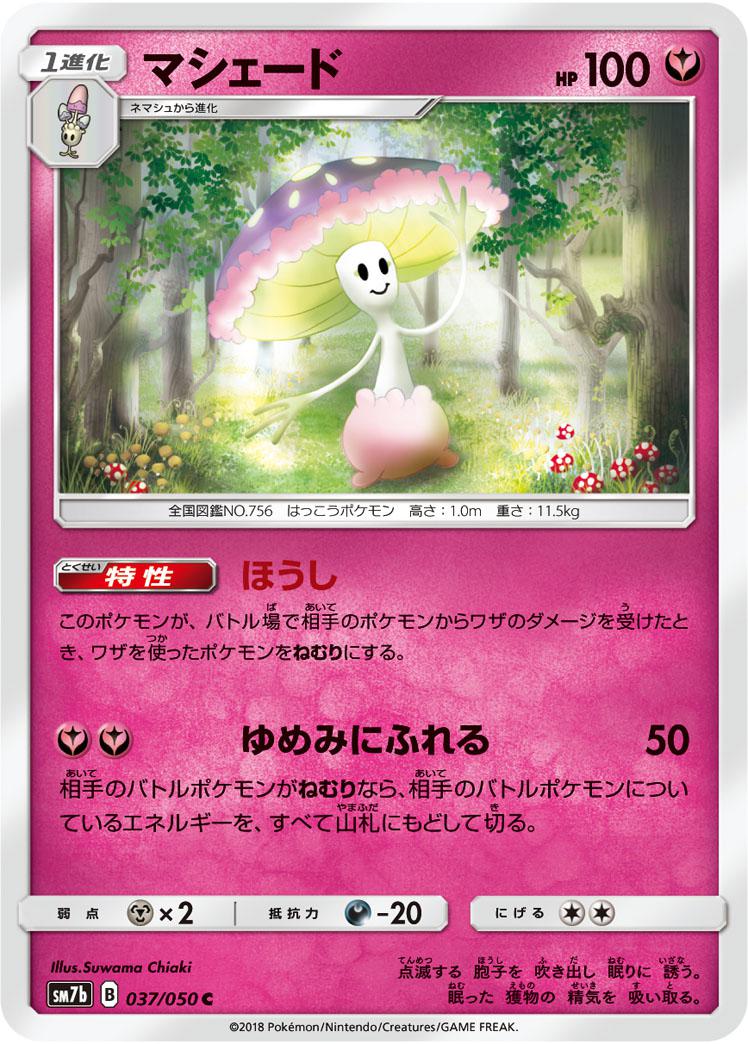 1進化
マシェード
HP 100
ネマシュから進化
全国図鑑NO.756 はっこうポケモン 高さ:1.0m 重さ:11.5kg
とくせい
特性 ほうし
このポケモンが、バトル場で相手のポケモンからワザのダメージを受けたと
き、ワザを使ったポケモンをねむりにする。
ゆめみにふれる 50
相手のバトルポケモンがねむりなら、相手のバトルポケモンについ
ているエネルギーを、すべて山札にもどして切る。
弱点 ×2 抵抗力 -20 にげる
Illus.Suwama Chiaki
点滅する 胞子を 吹き出し 眠りに 誘う。
眠った 獲物の 精気を 吸い取る。
SM7b B 037/050 C
©2018 Pokémon/Nintendo/Creatures/GAME FREAK.